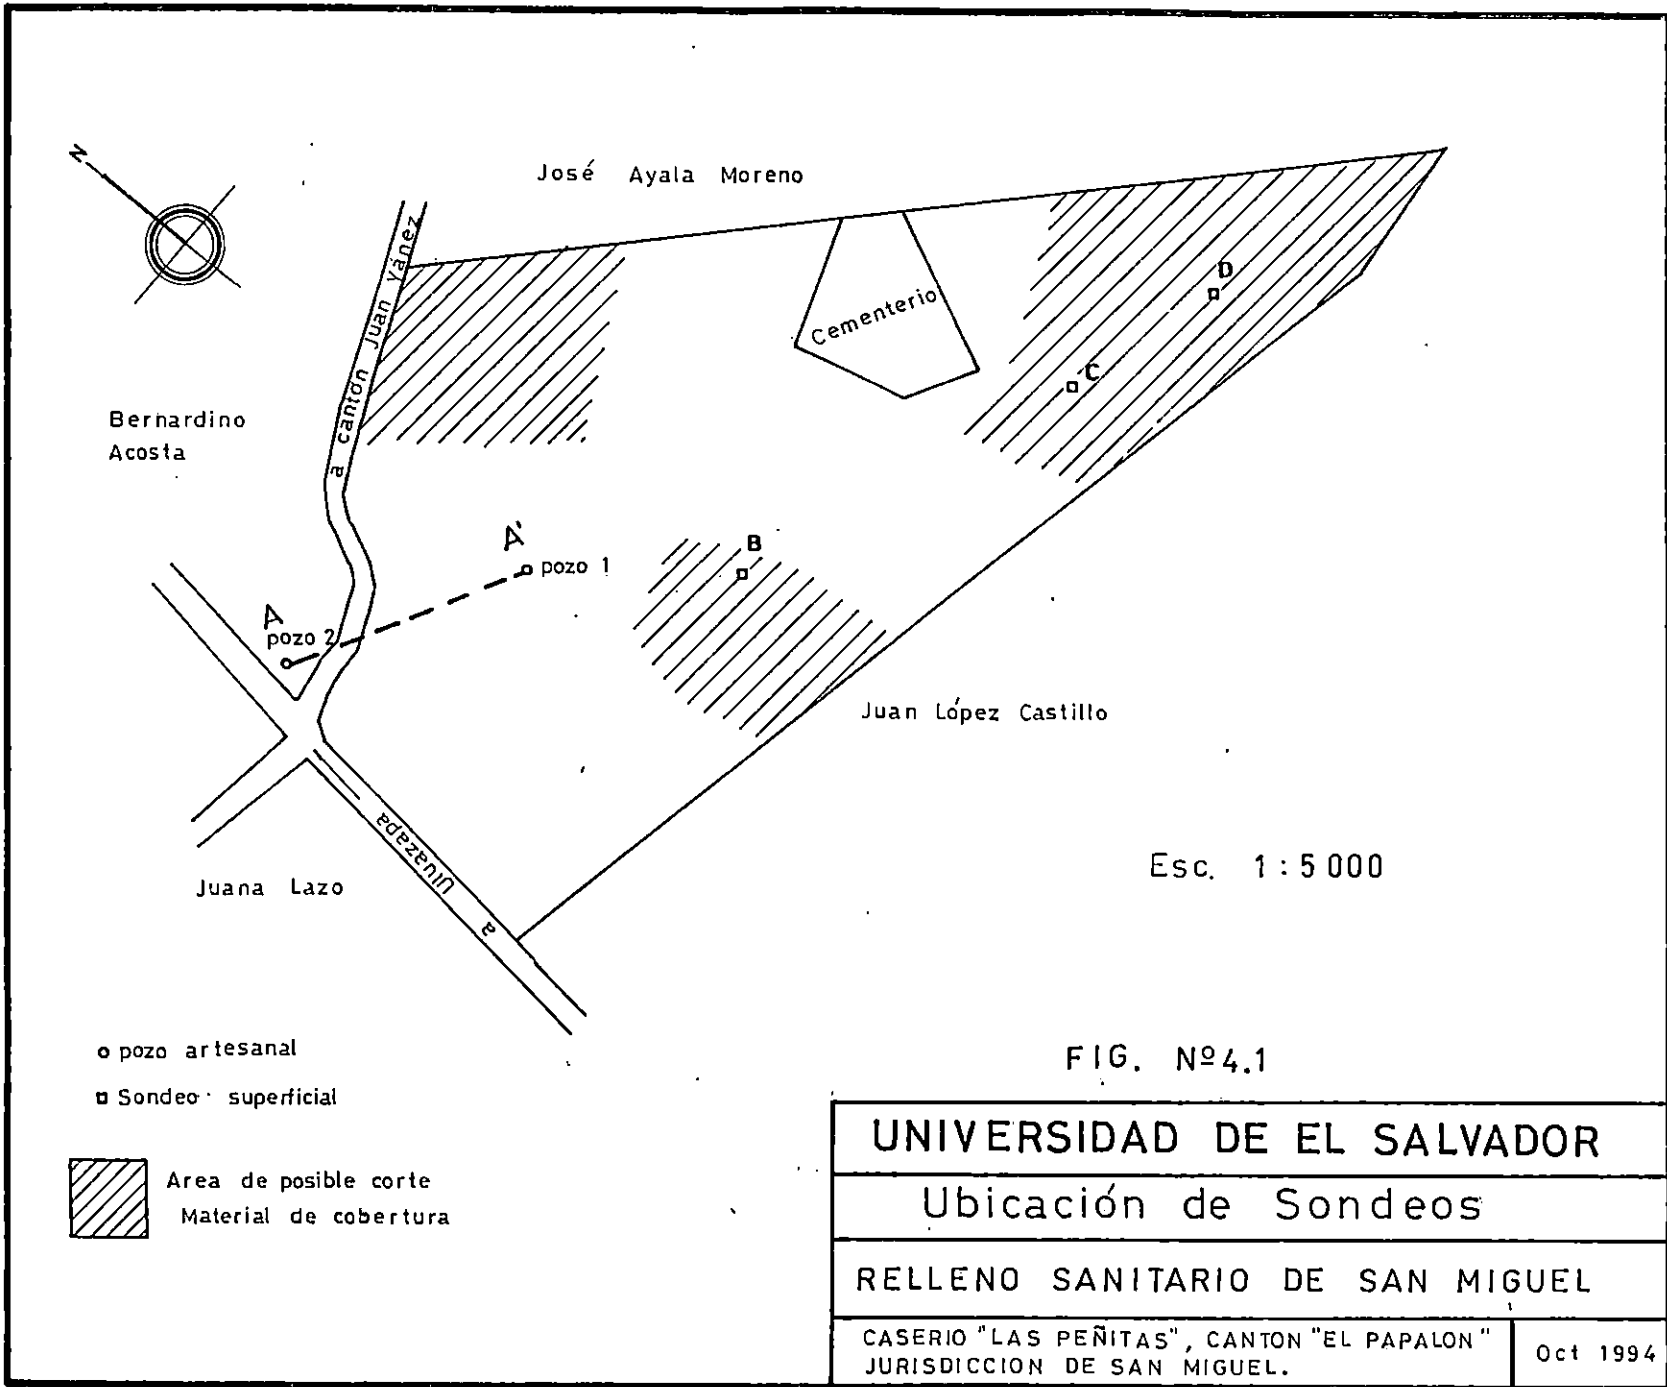 N
José Ayala Moreno
a cantón Juan Yánez
Cementerio
D
C
Bernardino
Acosta
A'
pozo 1
B
A
pozo 2
Juan López Castillo
a Uluazapa
Juana Lazo
Esc. 1:5000
pozo artesanal
Sondeo superficial
Area de posible corte
Material de cobertura
FIG. Nº4.1
UNIVERSIDAD DE EL SALVADOR
Ubicación de Sondeos
RELLENO SANITARIO DE SAN MIGUEL
CASERIO "LAS PEÑITAS", CANTON "EL PAPALON"
JURISDICCION DE SAN MIGUEL.
Oct 1994